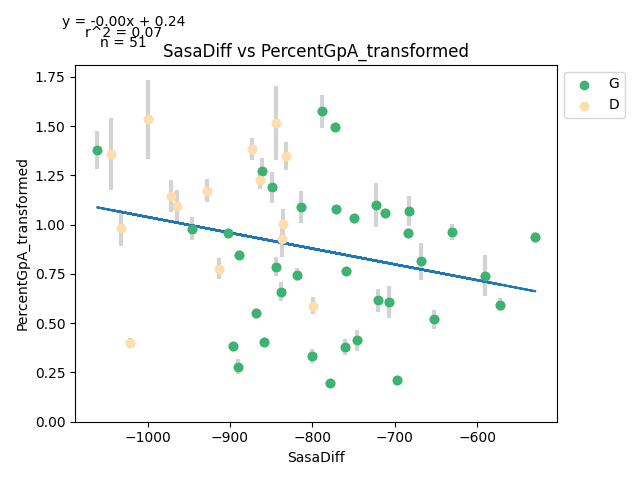 y = -0.00x + 0.24
r^2 = 0.07
n = 51
SasaDiff vs PercentGpA_transformed
G
D
1.75
1.50
1.25
1.00
0.75
0.50
0.25
0.00
PercentGpA_transformed
−1000
−900
−800
−700
−600
SasaDiff